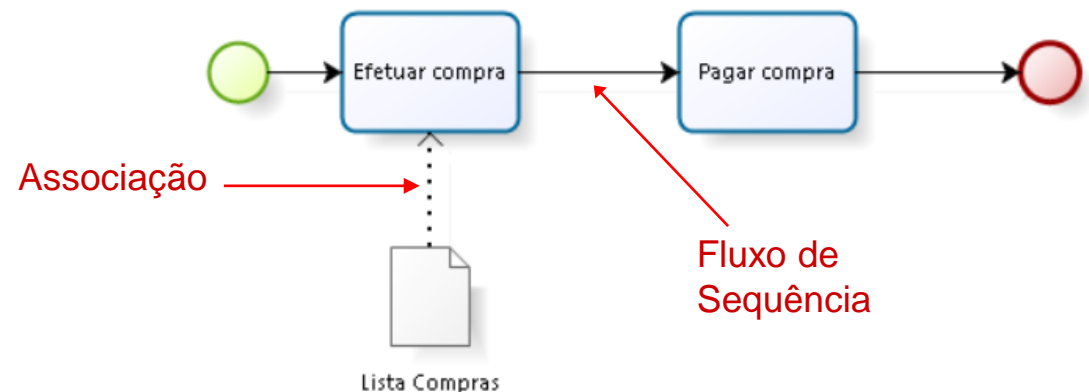 Efetuar compra
Pagar compra
Associação
Fluxo de
Sequência
Lista Compras